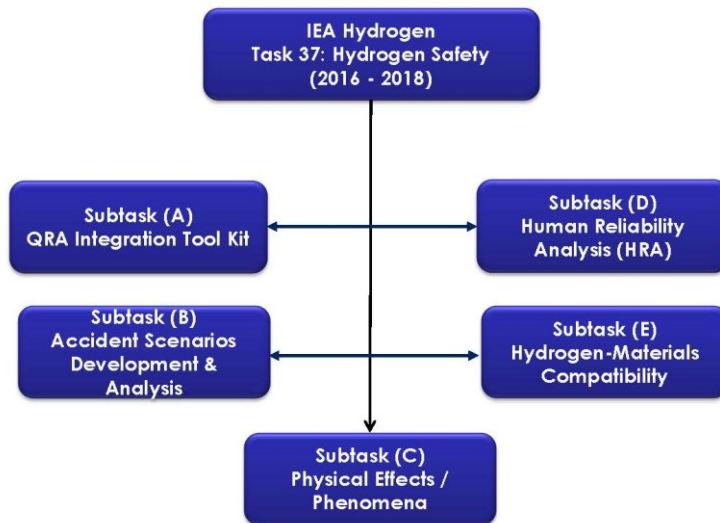 IEA Hydrogen
Task 37: Hydrogen Safety
(2016 - 2018)
Subtask (A)
QRA Integration Tool Kit
Subtask (D)
Human Reliability
Analysis (HRA)
Subtask (B)
Accident Scenarios
Development &
Analysis
Subtask (E)
Hydrogen-Materials
Compatibility
Subtask (C)
Physical Effects /
Phenomena